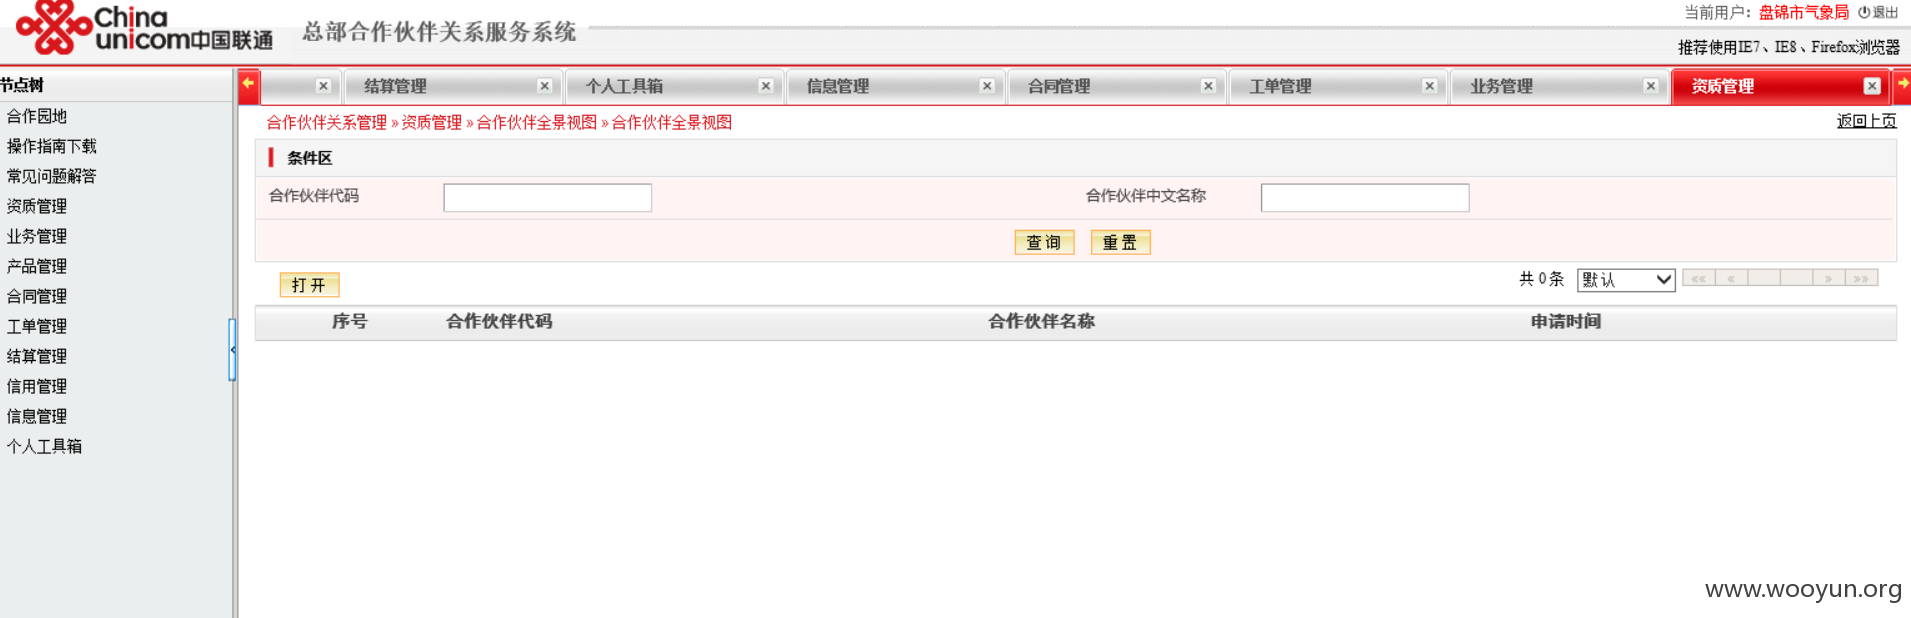 China
unicom中国联通
总部合作伙伴关系服务系统
当前用户：盘锦市气象局 退出
推荐使用IE7、IE8、Firefox浏览器
节点树
合作园地
操作指南下载
常见问题解答
资质管理
业务管理
产品管理
合同管理
工单管理
结算管理
信用管理
信息管理
个人工具箱
结算管理 个人工具箱 信息管理 合同管理 工单管理 业务管理 资质管理
合作伙伴关系管理 » 资质管理 » 合作伙伴全景视图 » 合作伙伴全景视图
返回上页
条件区
合作伙伴代码 合作伙伴中文名称
查询 重置
打开
共 0 条 默认 «« « » »»
序号 合作伙伴代码 合作伙伴名称 申请时间
www.wooyun.org